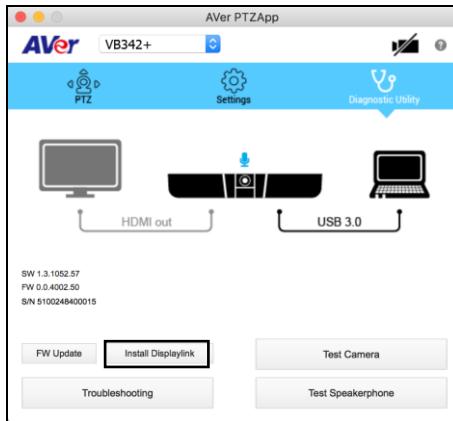 AVer PTZApp
AVer VB342+
PTZ Settings Diagnostic Utility
HDMI out USB 3.0
SW 1.3.1052.57
FW 0.0.4002.50
S/N 5100248400015
FW Update Install Displaylink Test Camera
Troubleshooting Test Speakerphone